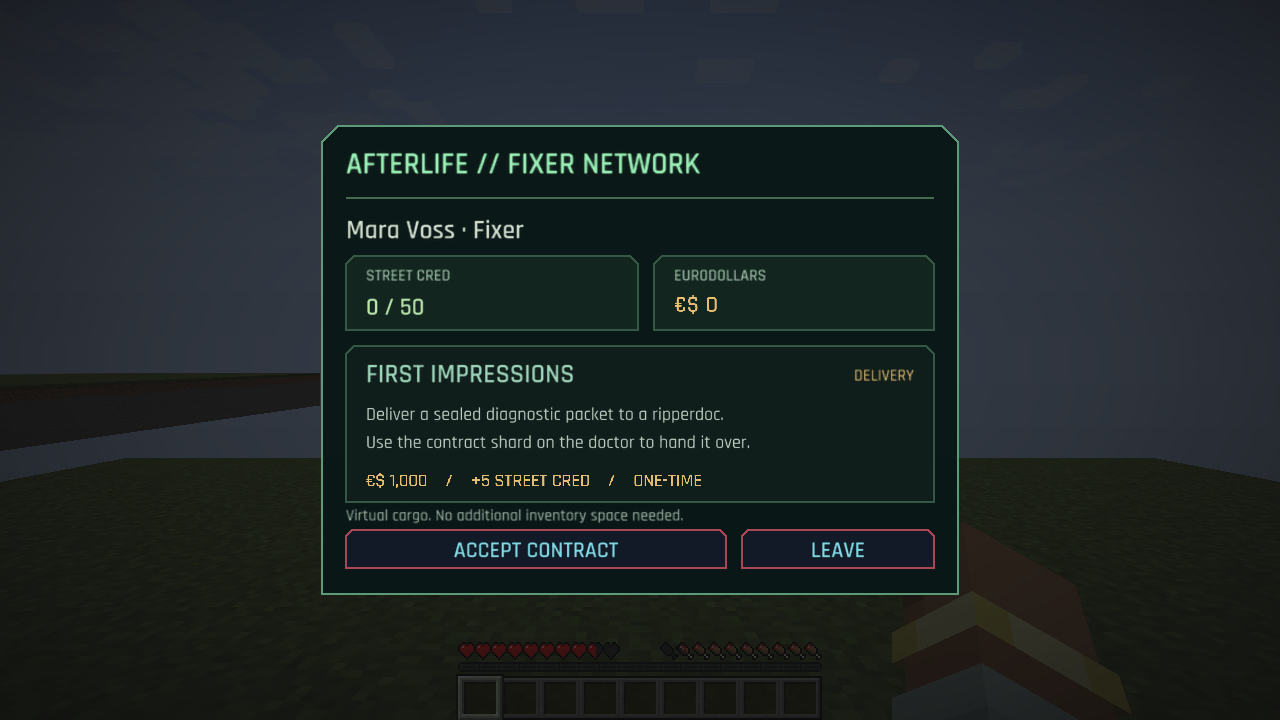 AFTERLIFE // FIXER NETWORK
Mara Voss · Fixer
STREET CRED
0 / 50
EURODOLLARS
€$ 0
FIRST IMPRESSIONS
DELIVERY
Deliver a sealed diagnostic packet to a ripperdoc.
Use the contract shard on the doctor to hand it over.
€$ 1,000 / +5 STREET CRED / ONE-TIME
Virtual cargo. No additional inventory space needed.
ACCEPT CONTRACT
LEAVE